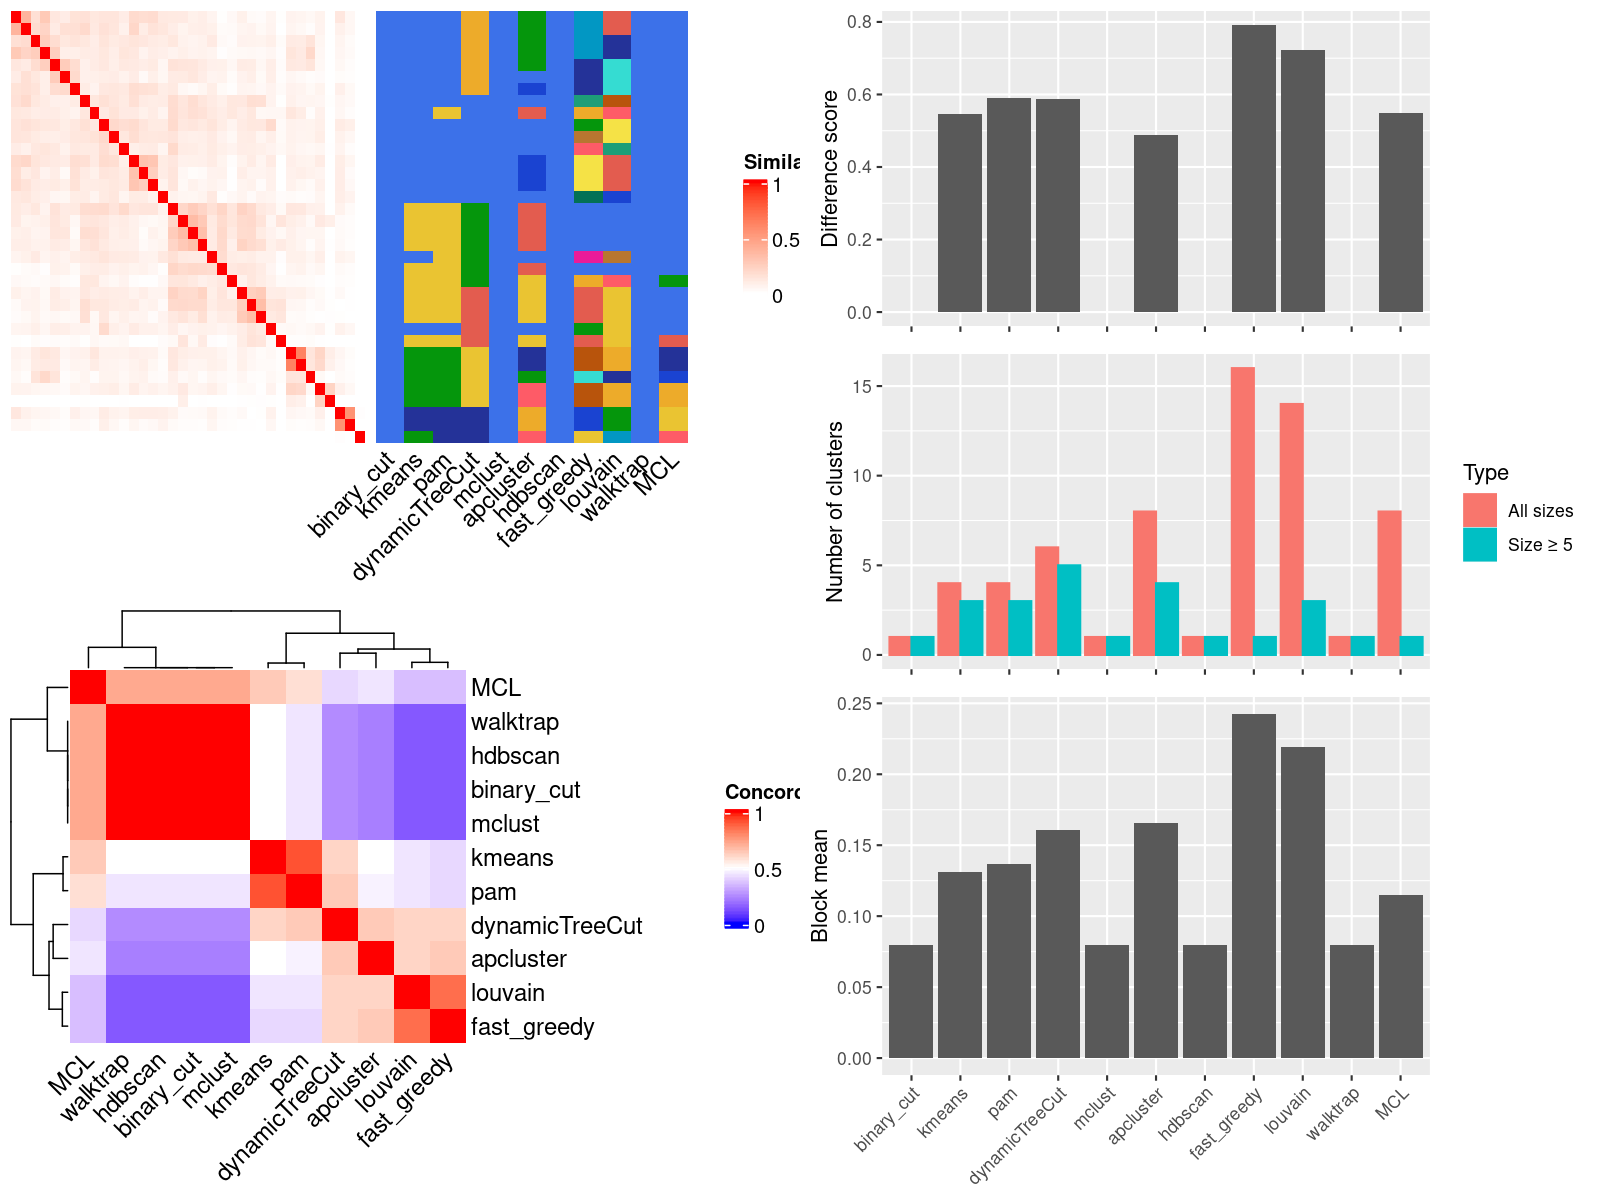 Simila
1
0.5
0
binary_cut
kmeans
pam
dynamicTreeCut
mclust
apcluster
hdbscan
fast_greedy
louvain
walktrap
MCL
MCL
walktrap
hdbscan
binary_cut
mclust
kmeans
pam
dynamicTreeCut
apcluster
louvain
fast_greedy
MCL
walktrap
hdbscan
binary_cut
mclust
kmeans
pam
dynamicTreeCut
apcluster
louvain
fast_greedy
Concord
1
0.5
0
Difference score
0.8
0.6
0.4
0.2
0.0
Number of clusters
15
10
5
0
Type
All sizes
Size ≥ 5
Block mean
0.25
0.20
0.15
0.10
0.05
0.00
binary_cut
kmeans
pam
dynamicTreeCut
mclust
apcluster
hdbscan
fast_greedy
louvain
walktrap
MCL